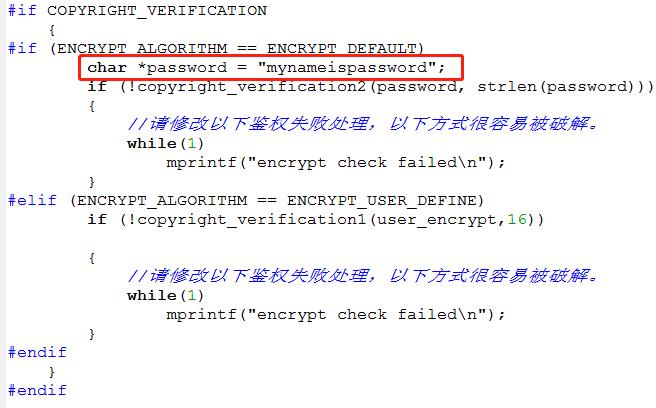 #if COPYRIGHT_VERIFICATION
{
#if (ENCRYPT_ALGORITHM == ENCRYPT_DEFAULT)
char *password = "mynameispassword";
if (!copyright_verification2(password, strlen(password)))
{
//请修改以下鉴权失败处理，以下方式很容易被破解。
while(1)
mprintf("encrypt check failed\n");
}
#elif (ENCRYPT_ALGORITHM == ENCRYPT_USER_DEFINE)
if (!copyright_verification1(user_encrypt,16))
{
//请修改以下鉴权失败处理，以下方式很容易被破解。
while(1)
mprintf("encrypt check failed\n");
}
#endif
}
#endif